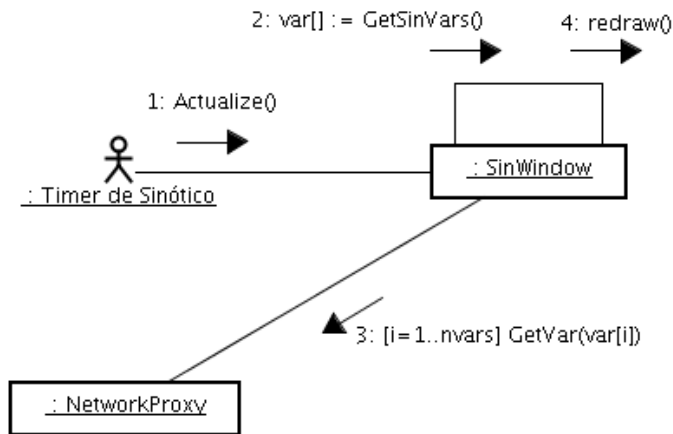 2: var[] := GetSinVars()
4: redraw()
1: Actualize()
: SinWindow
: Timer de Sinótico
3: [i=1..nvars] GetVar(var[i])
: NetworkProxy